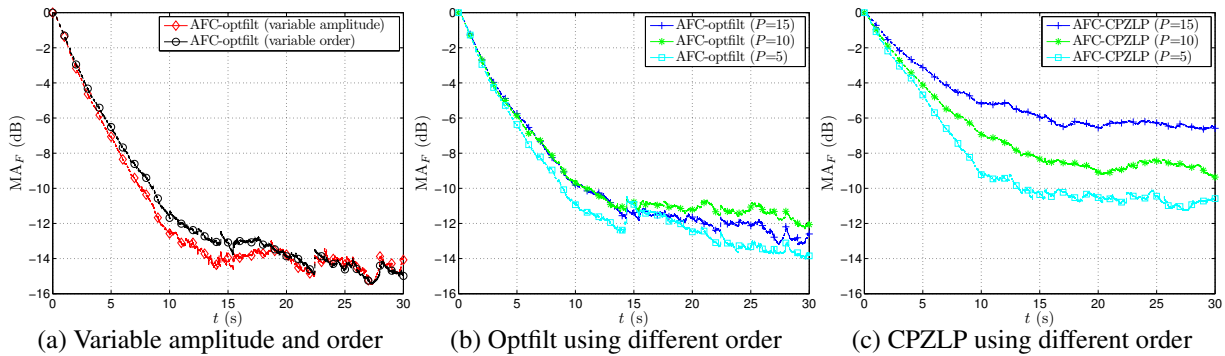 0
−2
−4
−6
−8
−10
−12
−14
−16
MA_F (dB)
0 5 10 15 20 25 30
t (s)
AFC-optfilt (variable amplitude)
AFC-optfilt (variable order)
(a) Variable amplitude and order
0
−2
−4
−6
−8
−10
−12
−14
−16
MA_F (dB)
0 5 10 15 20 25 30
t (s)
AFC-optfilt (P=15)
AFC-optfilt (P=10)
AFC-optfilt (P=5)
(b) Optfilt using different order
0
−2
−4
−6
−8
−10
−12
−14
−16
MA_F (dB)
0 5 10 15 20 25 30
t (s)
AFC-CPZLP (P=15)
AFC-CPZLP (P=10)
AFC-CPZLP (P=5)
(c) CPZLP using different order